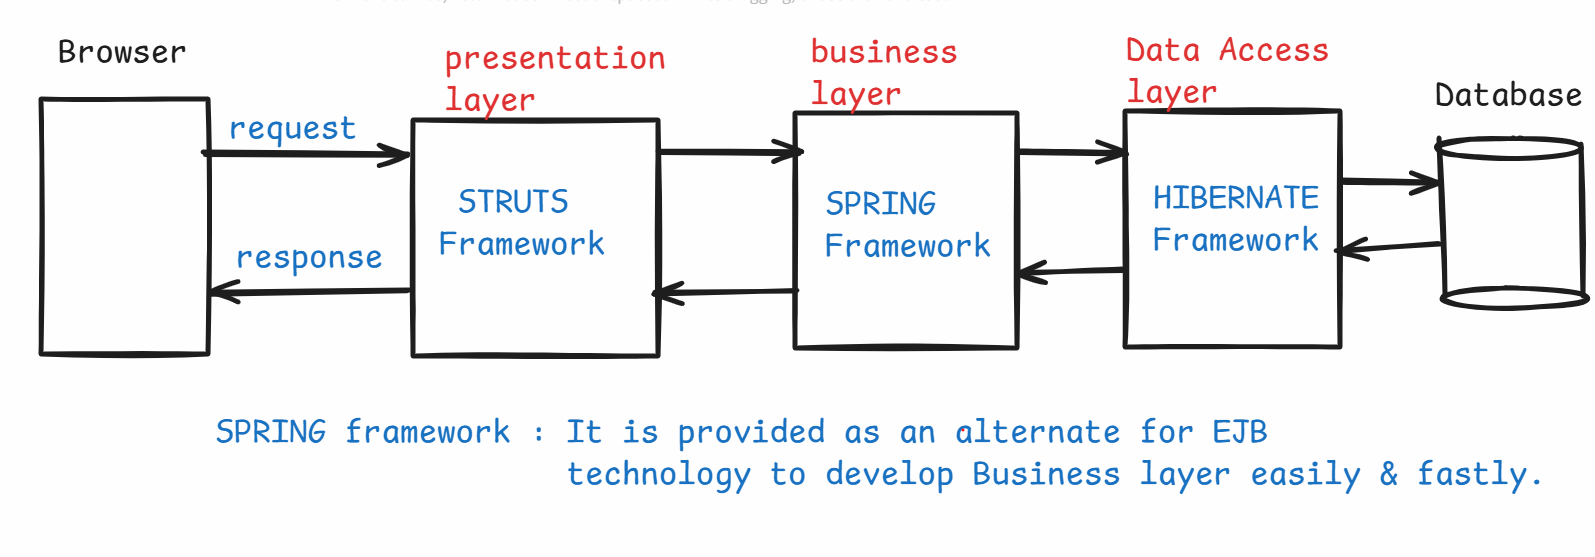 Browser
presentation
layer
business
layer
Data Access
layer
Database
request
response
STRUTS
Framework
SPRING
Framework
HIBERNATE
Framework
SPRING framework : It is provided as an alternate for EJB
technology to develop Business layer easily & fastly.